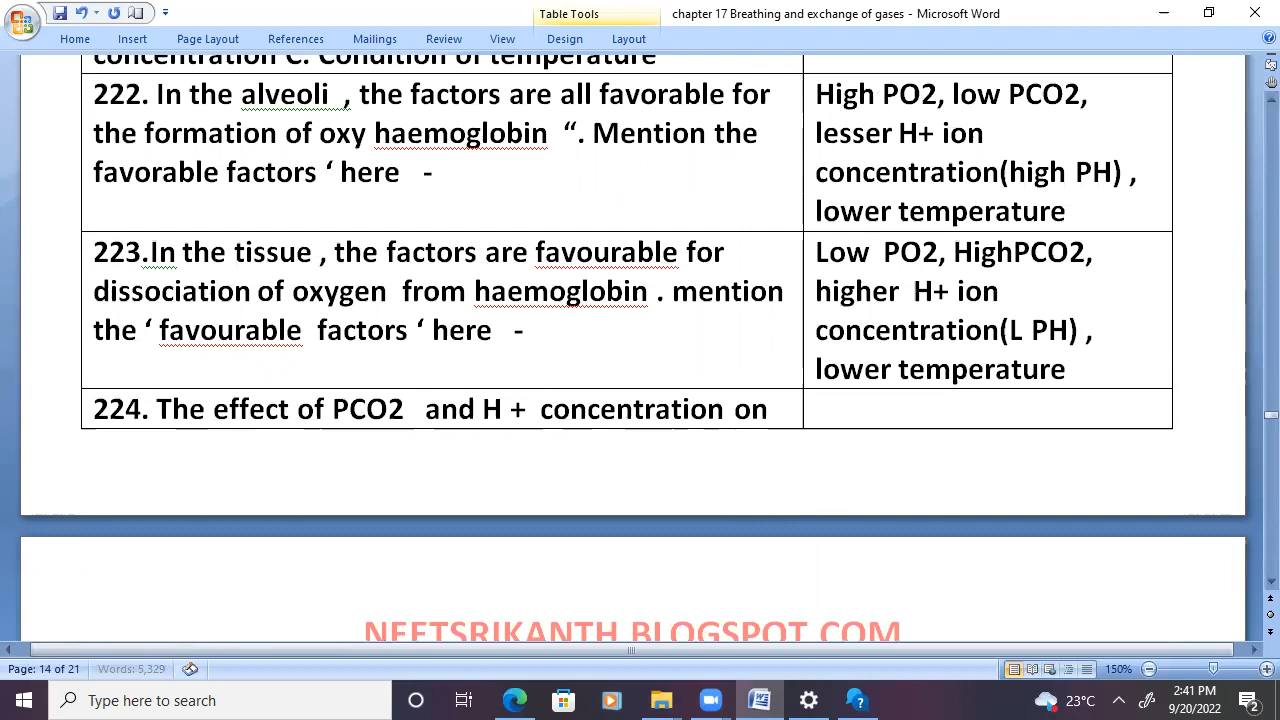 Table Tools
chapter 17 Breathing and exchange of gases - Microsoft Word
Home Insert Page Layout References Mailings Review View Design Layout
concentration C. Condition of temperature
222. In the alveoli , the factors are all favorable for
the formation of oxy haemoglobin “. Mention the
favorable factors ‘ here -
High PO2, low PCO2,
lesser H+ ion
concentration(high PH) ,
lower temperature
223.In the tissue , the factors are favourable for
dissociation of oxygen from haemoglobin . mention
the ‘ favourable factors ‘ here -
Low PO2, HighPCO2,
higher H+ ion
concentration(L PH) ,
lower temperature
224. The effect of PCO2 and H + concentration on
NEETSRIKANTH.BLOGSPOT.COM
Page: 14 of 21 Words: 5,329 150%
Type here to search
23°C
2:41 PM
9/20/2022
2